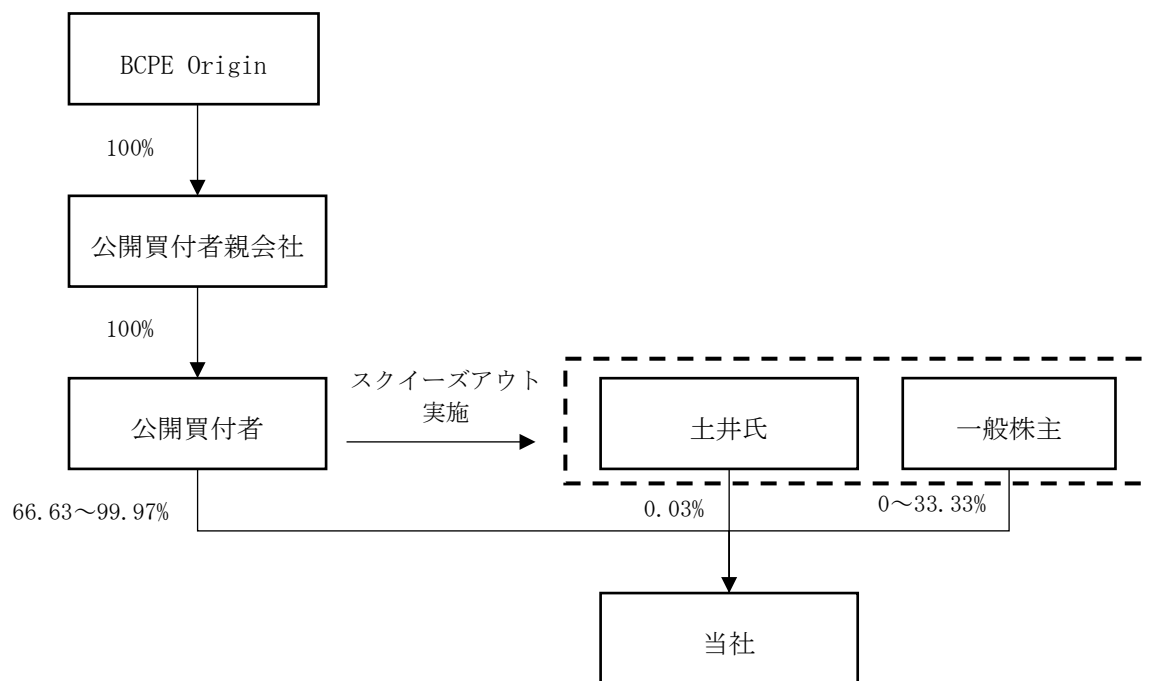 BCPE Origin
100%
公開買付者親会社
100%
スクイーズアウト
実施
公開買付者
土井氏
一般株主
66.63～99.97%
0.03%
0～33.33%
当社